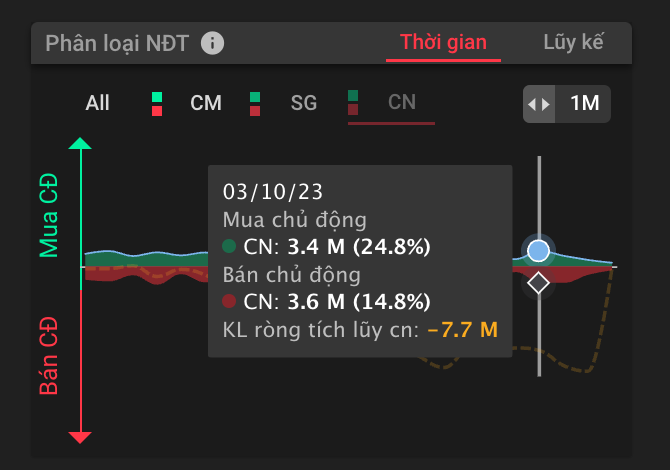 Phân loại NĐT
Thời gian
Lũy kế
All
CM
SG
CN
1M
Mua CĐ
Bán CĐ
03/10/23
Mua chủ động
CN: 3.4 M (24.8%)
Bán chủ động
CN: 3.6 M (14.8%)
KL ròng tích lũy cn: -7.7 M